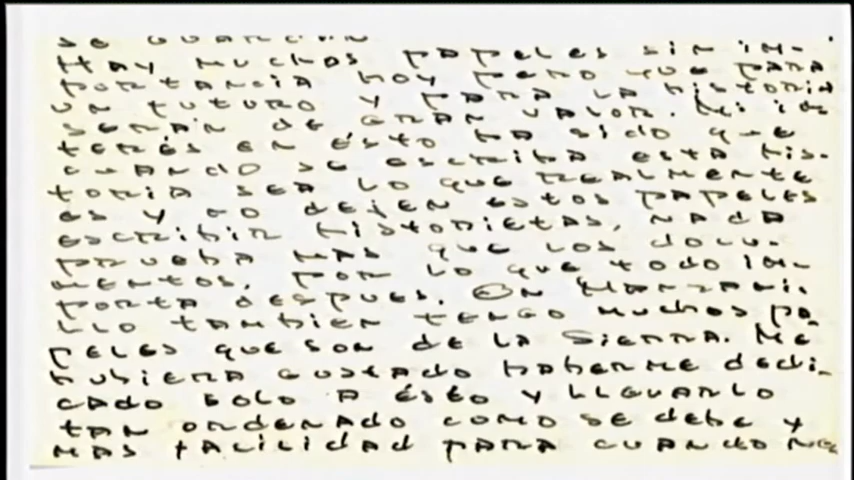 se guardan
Hay muchos papeles sin im-
portancia hoy pero que para
un futuro y para la historia
serán de gran valor. Mi in
terés en ésto ha sido que
cuando se escriba esta his-
toria sea lo que realmente
es y no dejen estos papeles
escribir historietas, nada
prueba más que los docu-
mentos, por lo que todo im-
porta despues. En Manzani-
llo también tengo muchos pa-
peles que son de la Sierra. Me
hubiera gustado haberme dedi-
cado solo a ésto y llevarlo
tan ordenado como se debe y
más facilidad para cuando